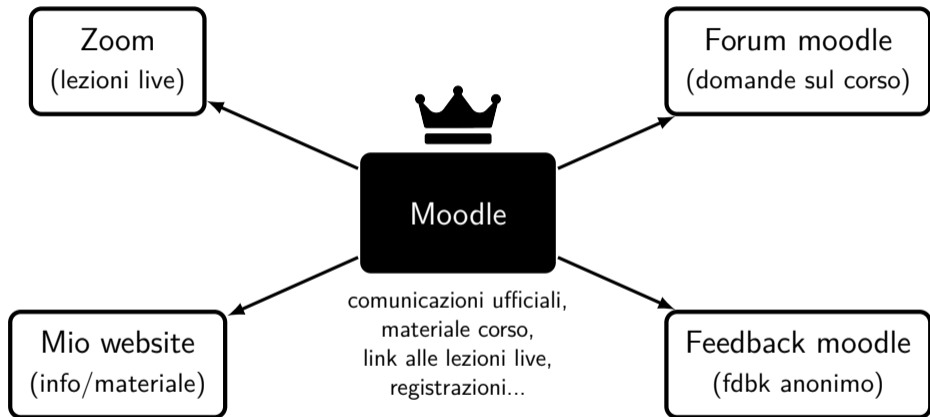 Zoom
(lezioni live)
Forum moodle
(domande sul corso)
Moodle
comunicazioni ufficiali,
materiale corso,
link alle lezioni live,
registrazioni...
Mio website
(info/materiale)
Feedback moodle
(fdbk anonimo)